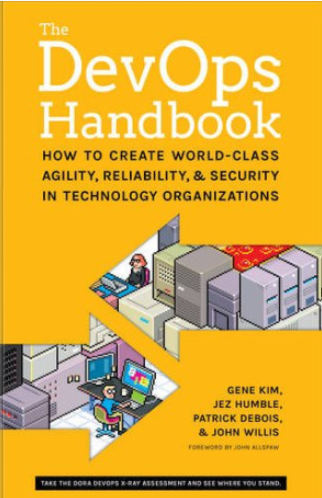 The
DevOps
Handbook
HOW TO CREATE WORLD-CLASS
AGILITY, RELIABILITY, & SECURITY
IN TECHNOLOGY ORGANIZATIONS
GENE KIM,
JEZ HUMBLE,
PATRICK DEBOIS,
& JOHN WILLIS
FOREWORD BY JOHN ALLSPAW
TAKE THE DORA DEVOPS X-RAY ASSESSMENT AND SEE WHERE YOU STAND.